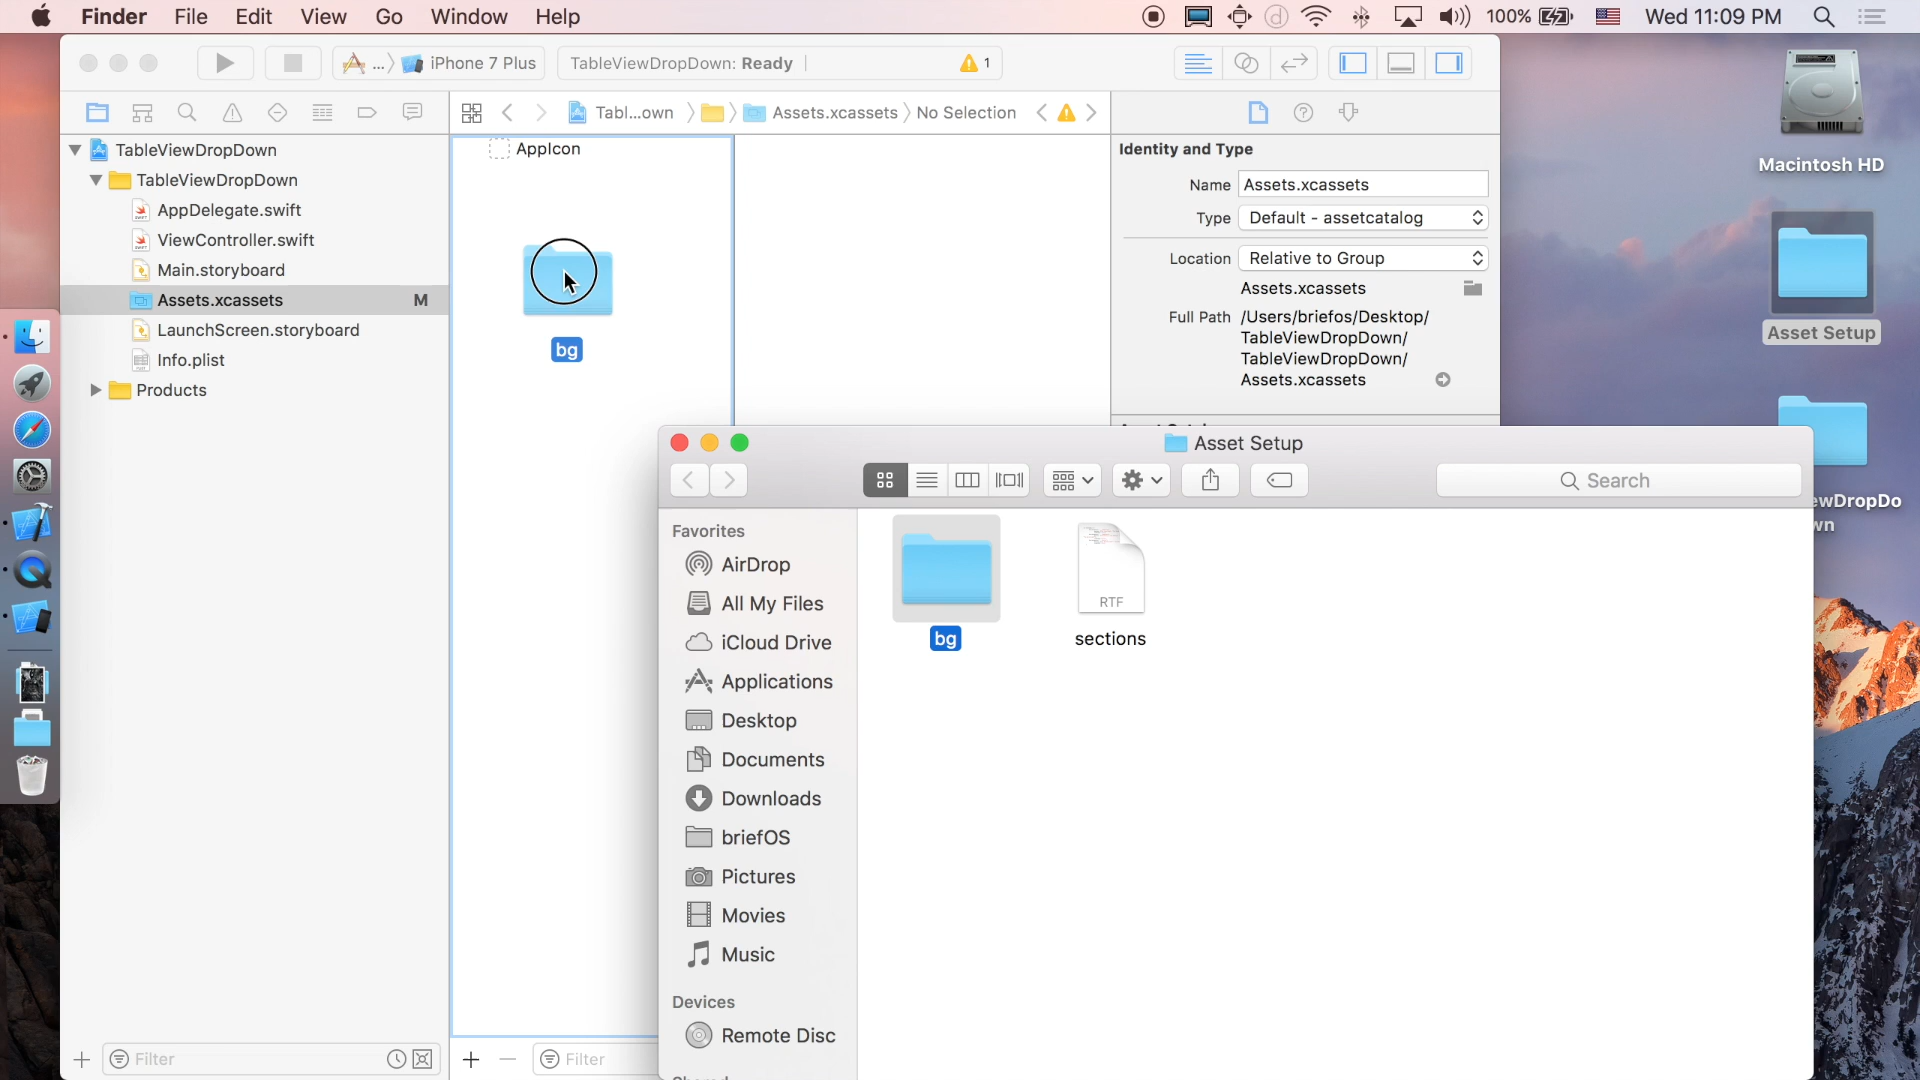 Finder File Edit View Go Window Help
100% Wed 11:09 PM
... iPhone 7 Plus
TableViewDropDown: Ready
1
Tabl...own Assets.xcassets No Selection
TableViewDropDown
TableViewDropDown
AppDelegate.swift
ViewController.swift
Main.storyboard
Assets.xcassets M
LaunchScreen.storyboard
Info.plist
Products
Filter
AppIcon
bg
Filter
Identity and Type
Name Assets.xcassets
Type Default - assetcatalog
Location Relative to Group
Assets.xcassets
Full Path /Users/briefos/Desktop/
TableViewDropDown/
TableViewDropDown/
Assets.xcassets
Macintosh HD
Asset Setup
ewDropDo
wn
Asset Setup
Search
Favorites
AirDrop
All My Files
iCloud Drive
Applications
Desktop
Documents
Downloads
briefOS
Pictures
Movies
Music
Devices
Remote Disc
bg
RTF
sections